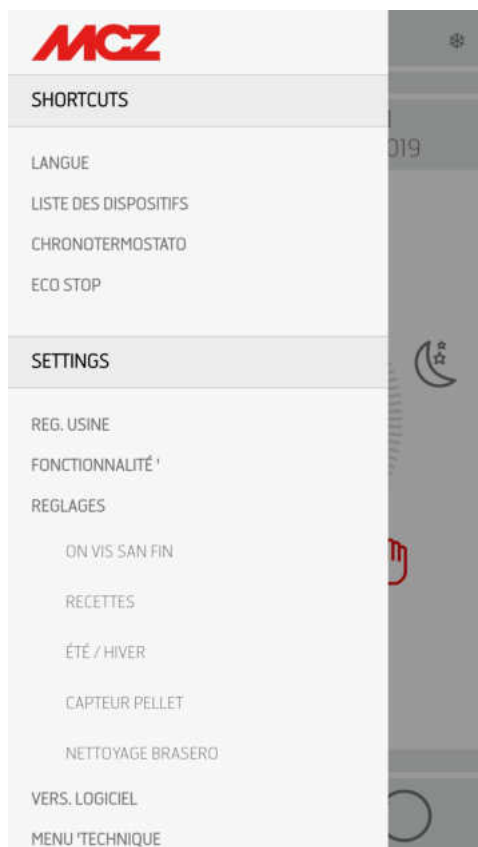 MCZ
SHORTCUTS
019
LANGUE
LISTE DES DISPOSITIFS
CHRONOTERMOSTATO
ECO STOP
SETTINGS
REG. USINE
FONCTIONNALITÉ '
REGLAGES
ON VIS SAN FIN
RECETTES
ÉTÉ / HIVER
CAPTEUR PELLET
NETTOYAGE BRASERO
VERS. LOGICIEL
MENU 'TECHNIQUE